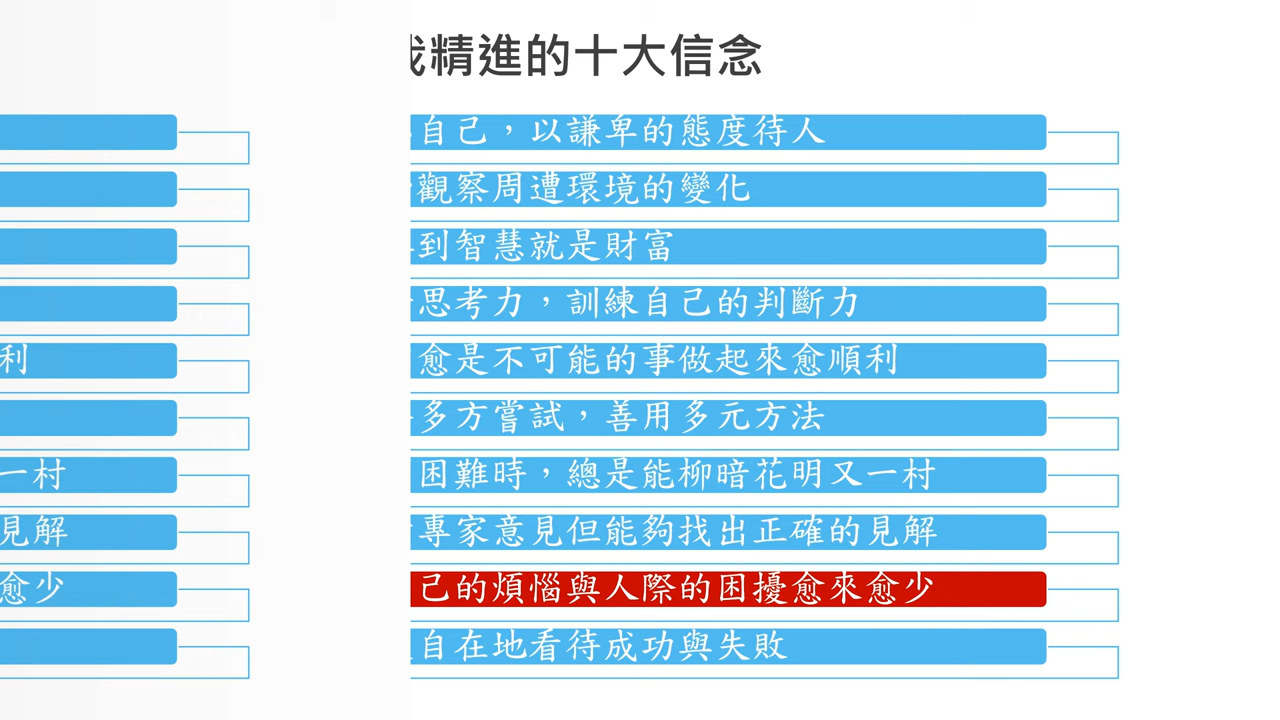 精進的十大信念
自己，以謙卑的態度待人
觀察周遭環境的變化
到智慧就是財富
思考力，訓練自己的判斷力
利
愈是不可能的事做起來愈順利
多方嘗試，善用多元方法
一村
困難時，總是能柳暗花明又一村
見解
專家意見但能夠找出正確的見解
愈少
己的煩惱與人際的困擾愈來愈少
自在地看待成功與失敗